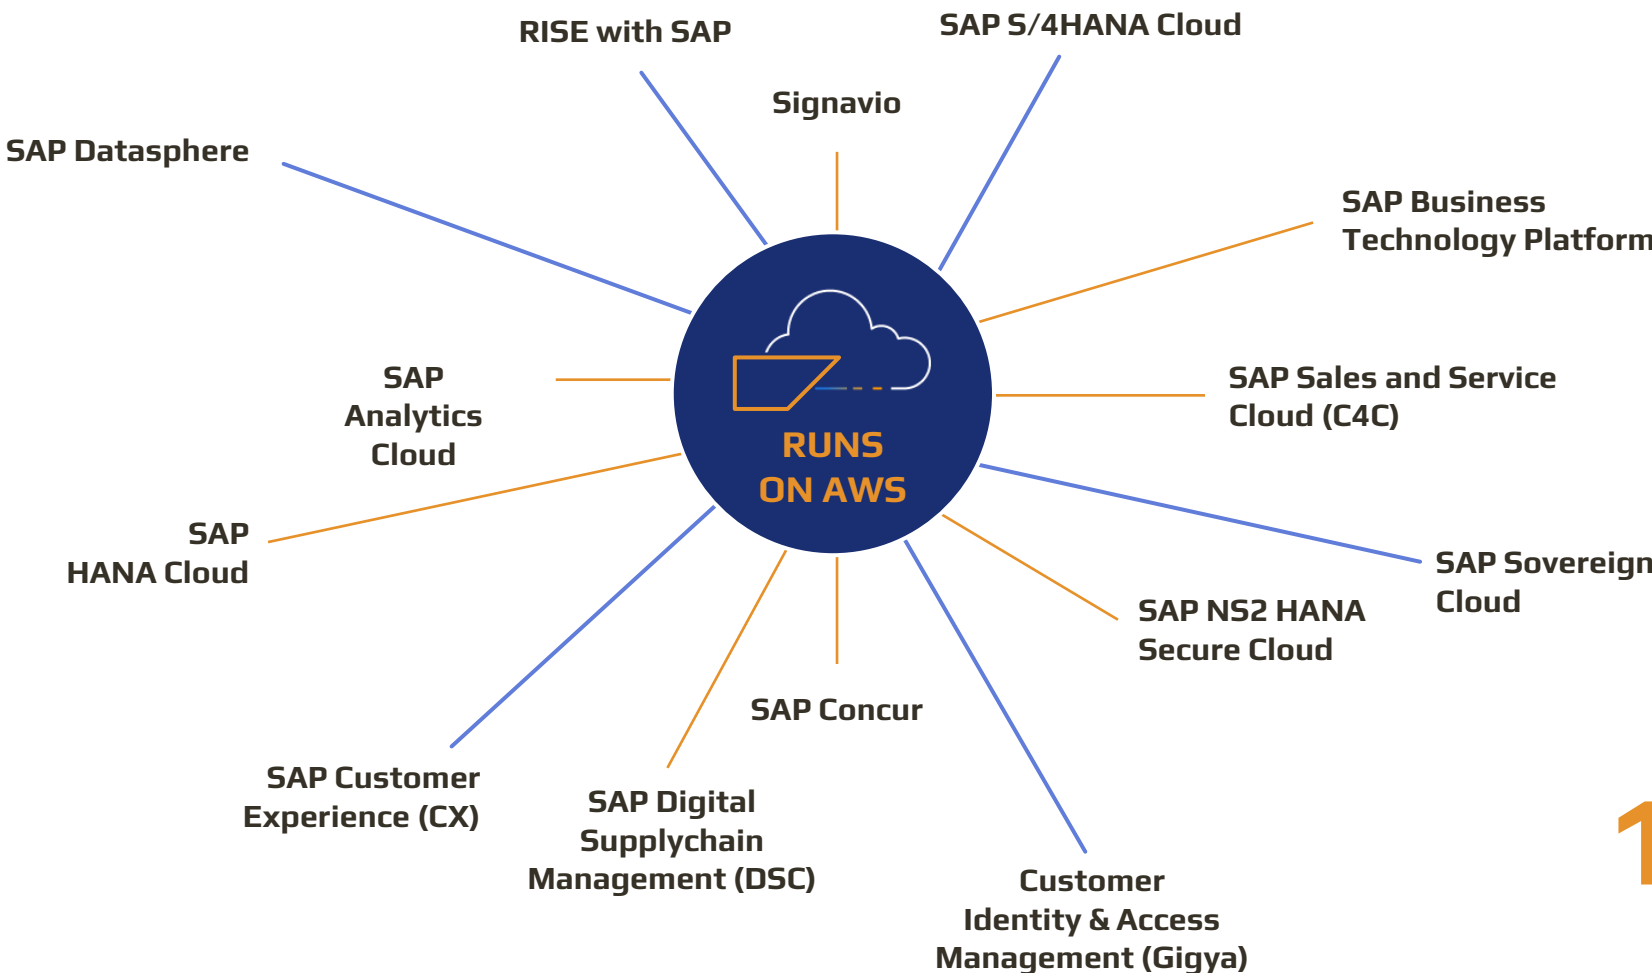 RISE with SAP
SAP S/4HANA Cloud
Signavio
SAP Datasphere
SAP Business
Technology Platform
SAP
Analytics
Cloud
SAP Sales and Service
Cloud (C4C)
RUNS
ON AWS
SAP
HANA Cloud
SAP Sovereign
Cloud
SAP NS2 HANA
Secure Cloud
SAP Concur
SAP Customer
Experience (CX)
SAP Digital
Supplychain
Management (DSC)
Customer
Identity & Access
Management (Gigya)
1